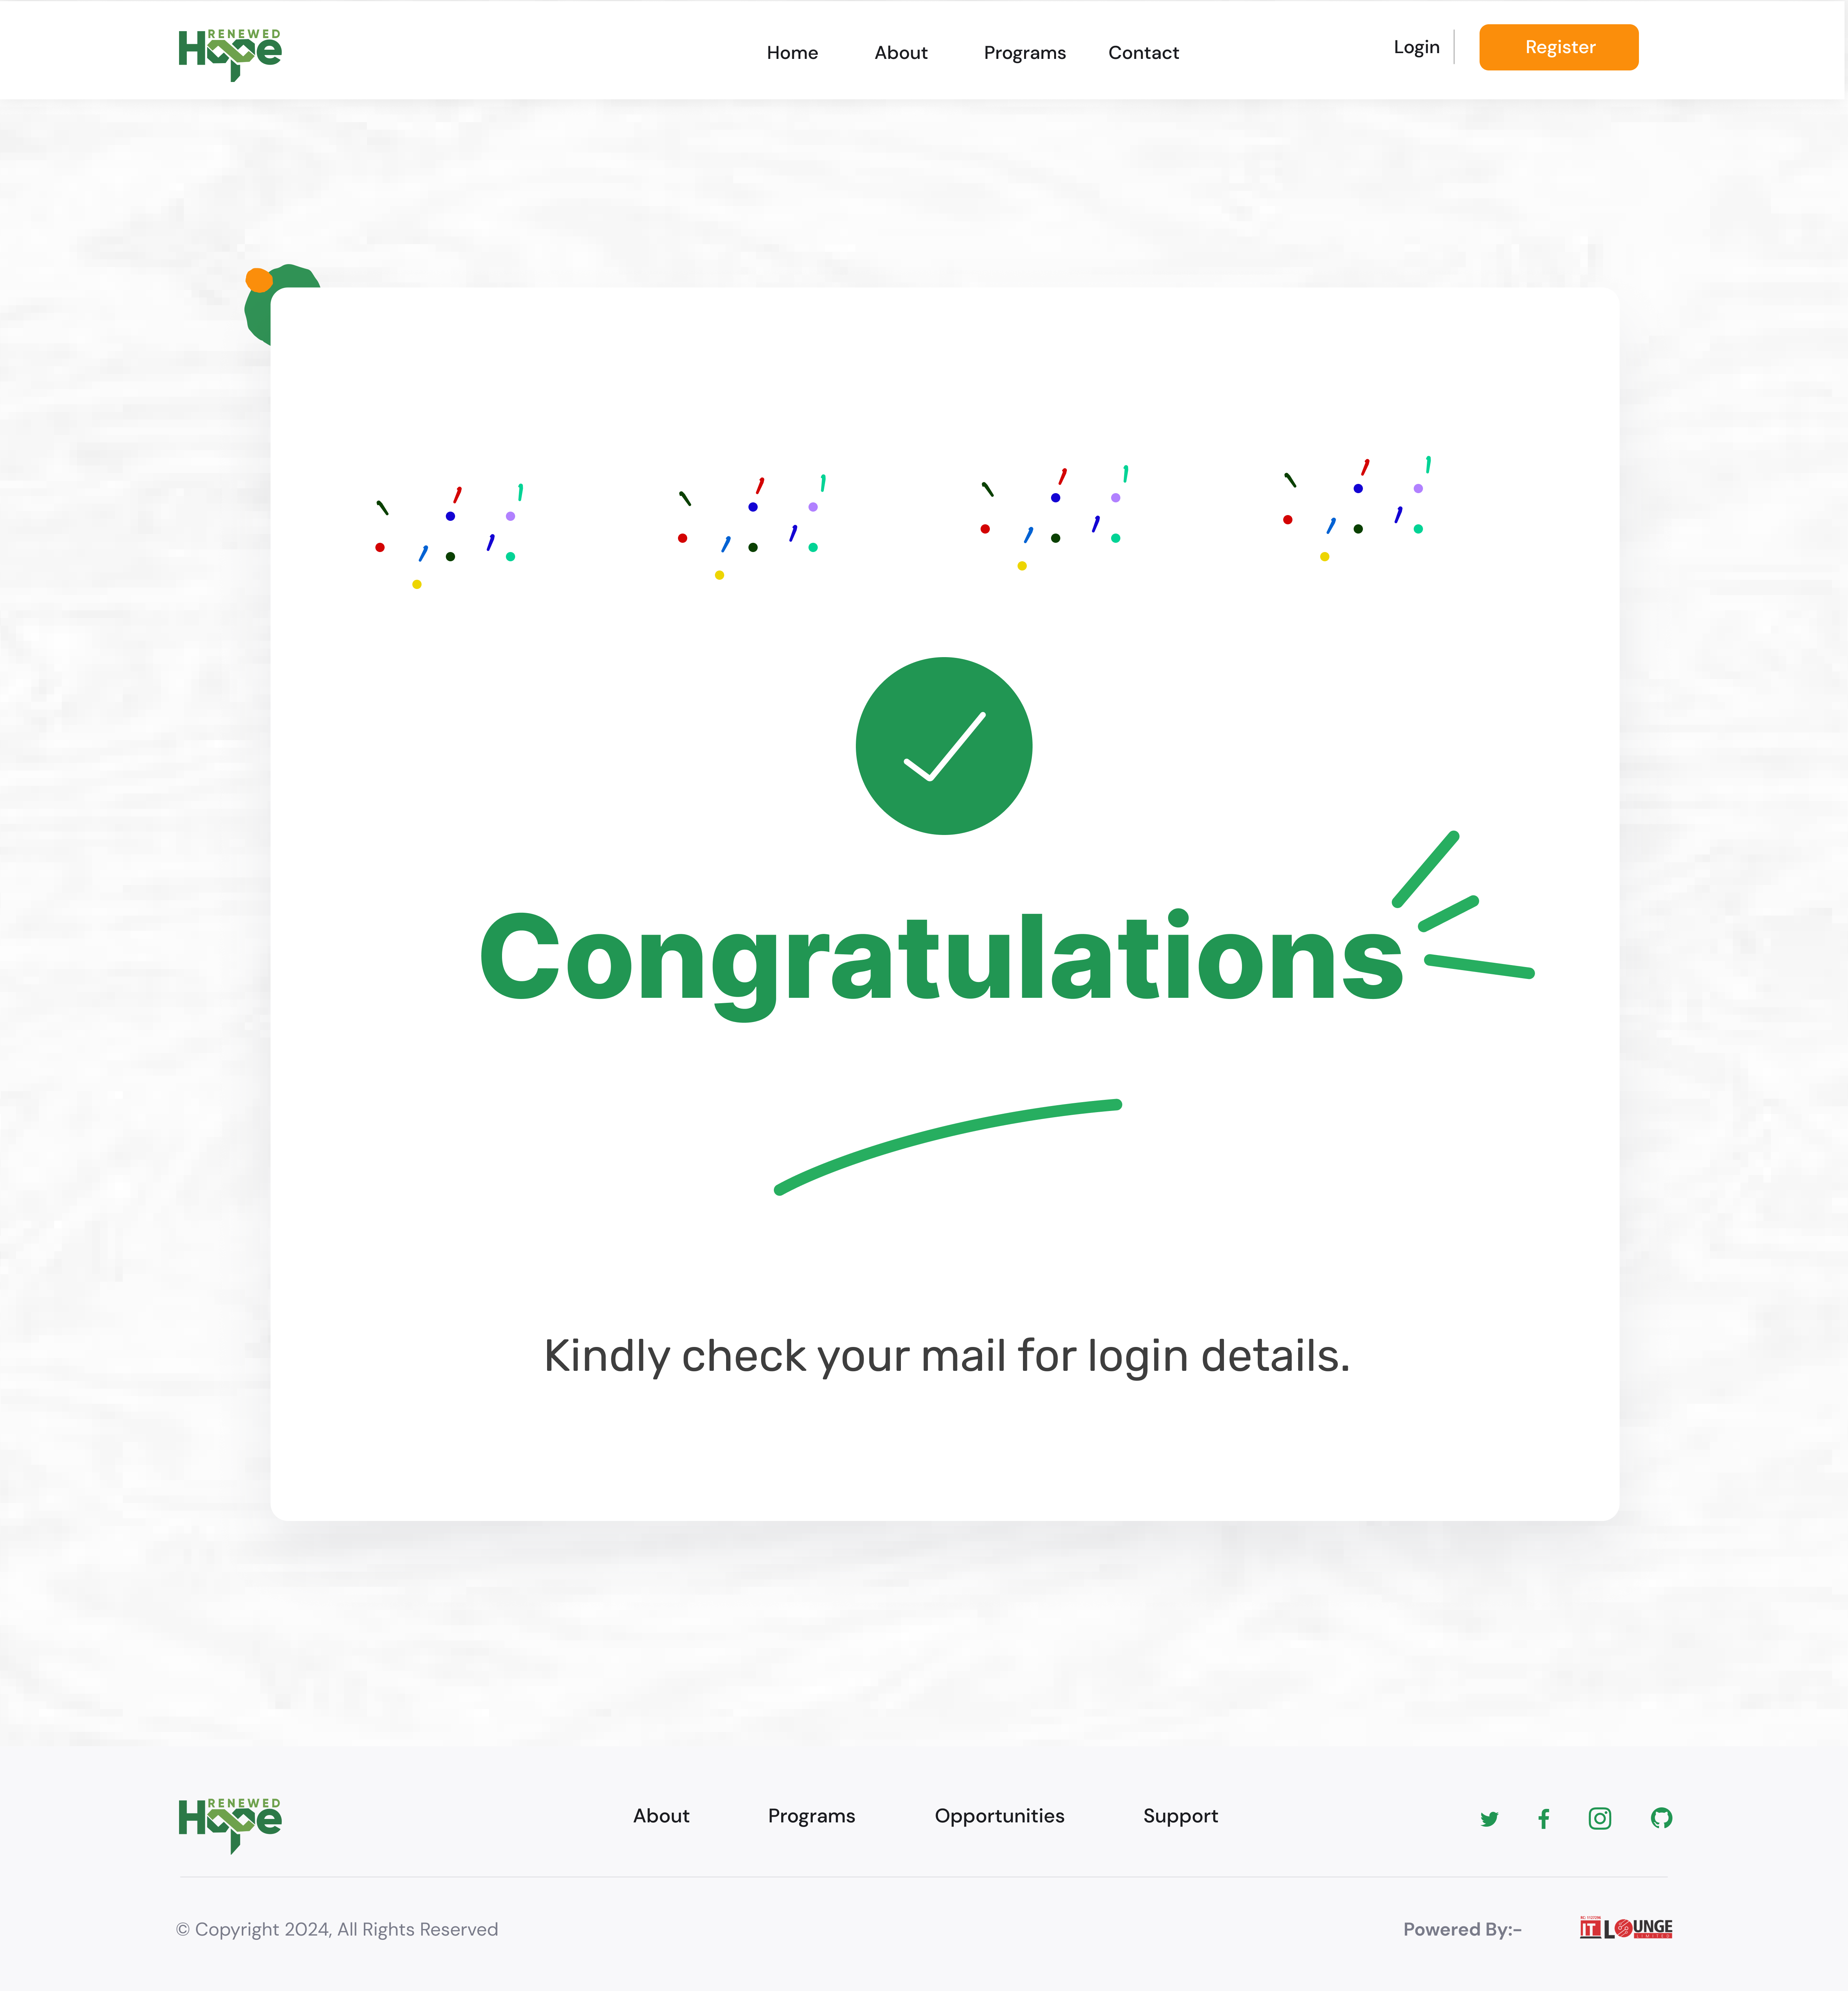 RENEWED
Hope
Home About Programs Contact Login Register
Congratulations
Kindly check your mail for login details.
RENEWED
Hope
About Programs Opportunities Support
© Copyright 2024, All Rights Reserved
Powered By:-
IT LOUNGE
LIMITED